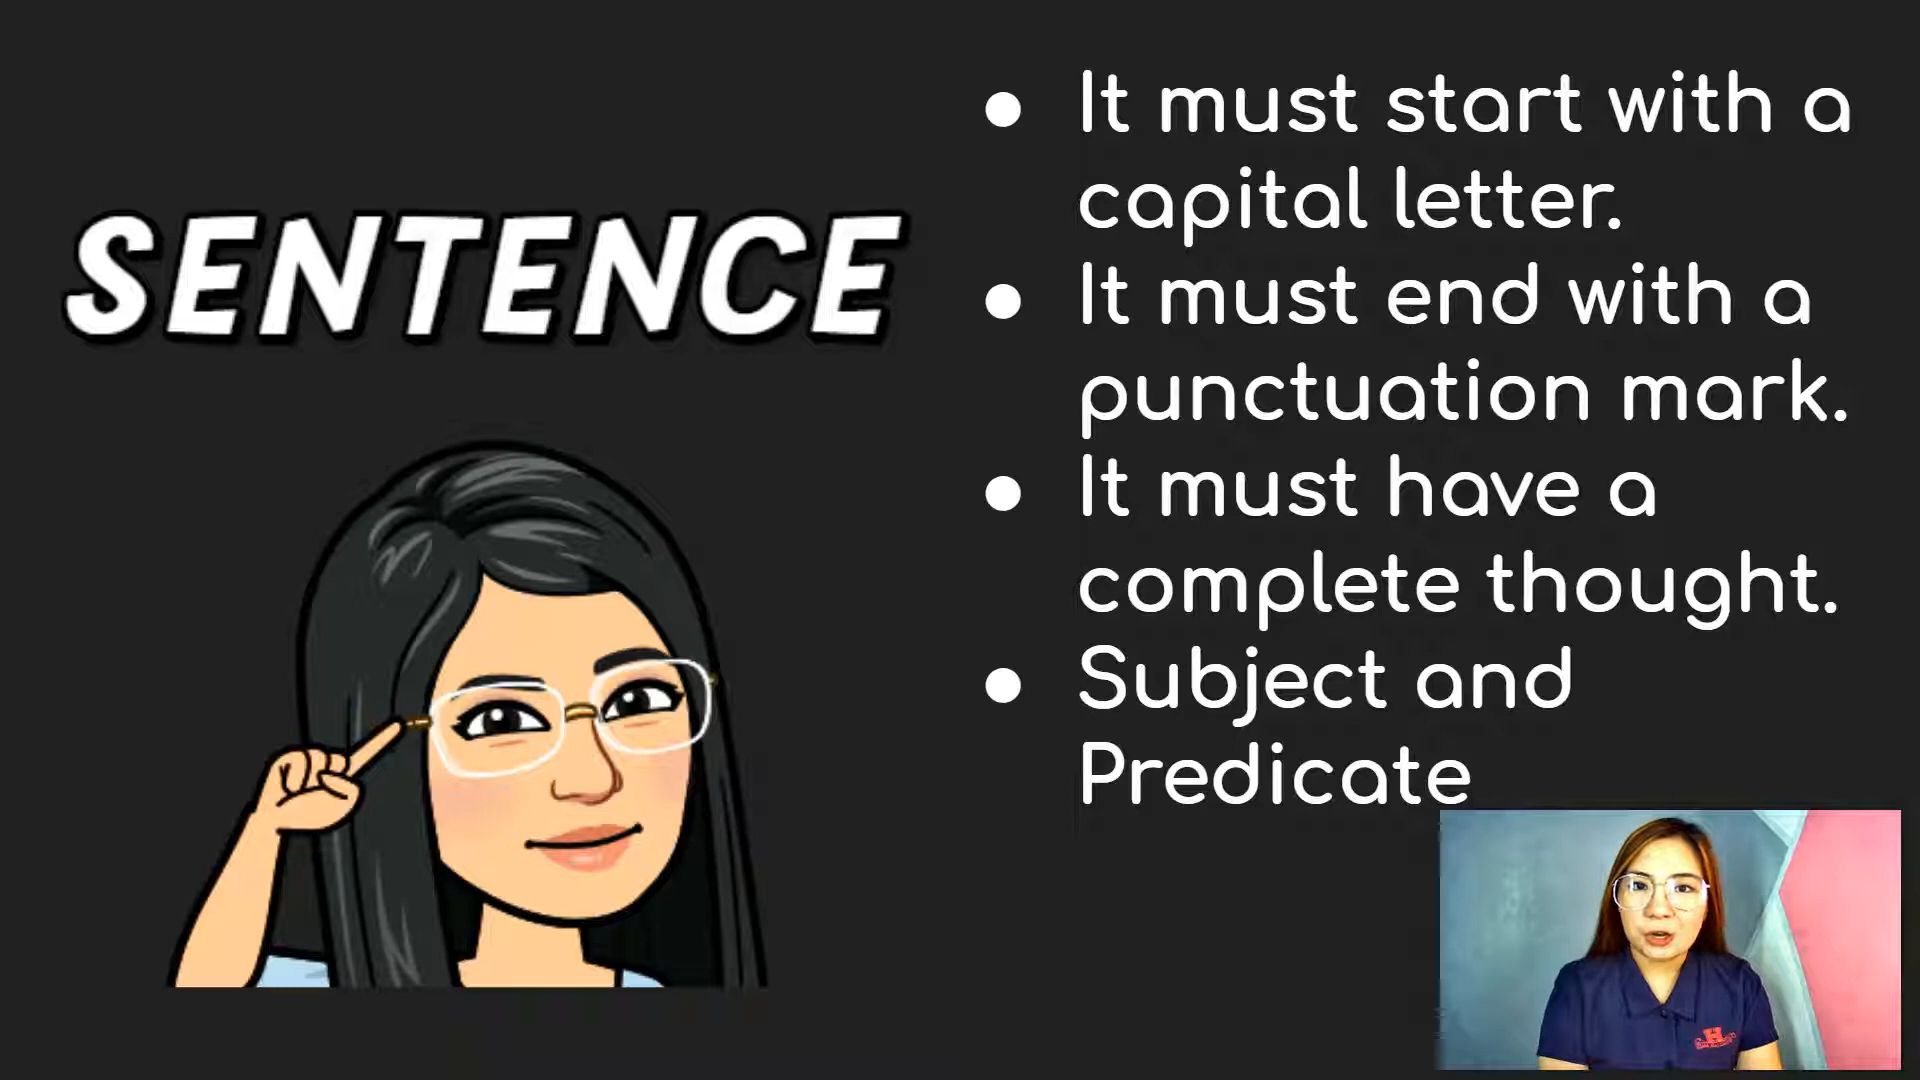 SENTENCE
● It must start with a
capital letter.
● It must end with a
punctuation mark.
● It must have a
complete thought.
● Subject and
Predicate